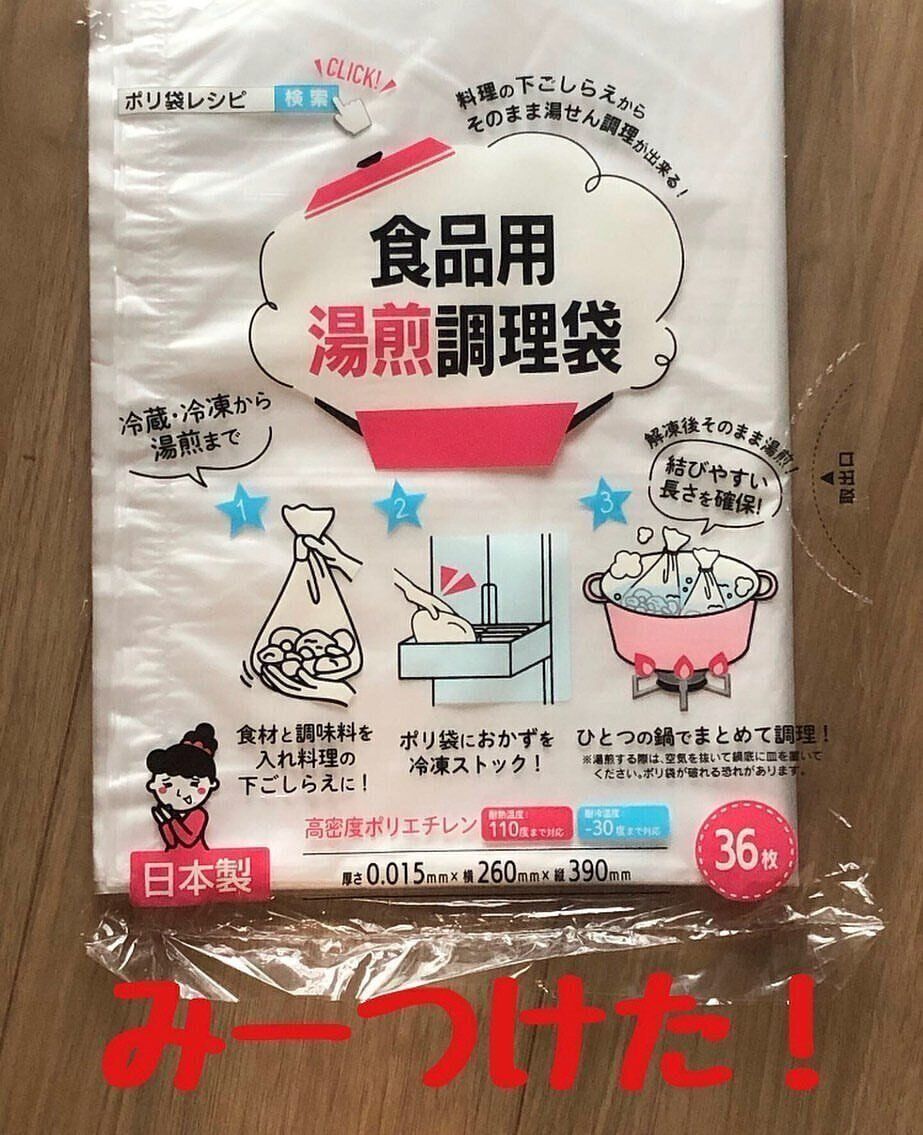 CLICK!
ポリ袋レシピ 検索
料理の下ごしらえから
そのまま湯せん調理が出来る!
食品用
湯煎調理袋
冷蔵・冷凍から
湯煎まで
解凍後そのまま湯煎!
結びやすい
長さを確保!
▲取出口
1
2
3
食材と調味料を
入れ料理の
下ごしらえに!
ポリ袋におかずを
冷凍ストック!
ひとつの鍋でまとめて調理!
※湯煎する際は、空気を抜いて鍋底に皿を置いて
ください。ポリ袋が破れる恐れがあります。
高密度ポリエチレン
耐熱温度:
110度まで対応
耐冷温度:
-30度まで対応
日本製
厚さ0.015mm×横260mm×縦390mm
36枚
みーつけた!